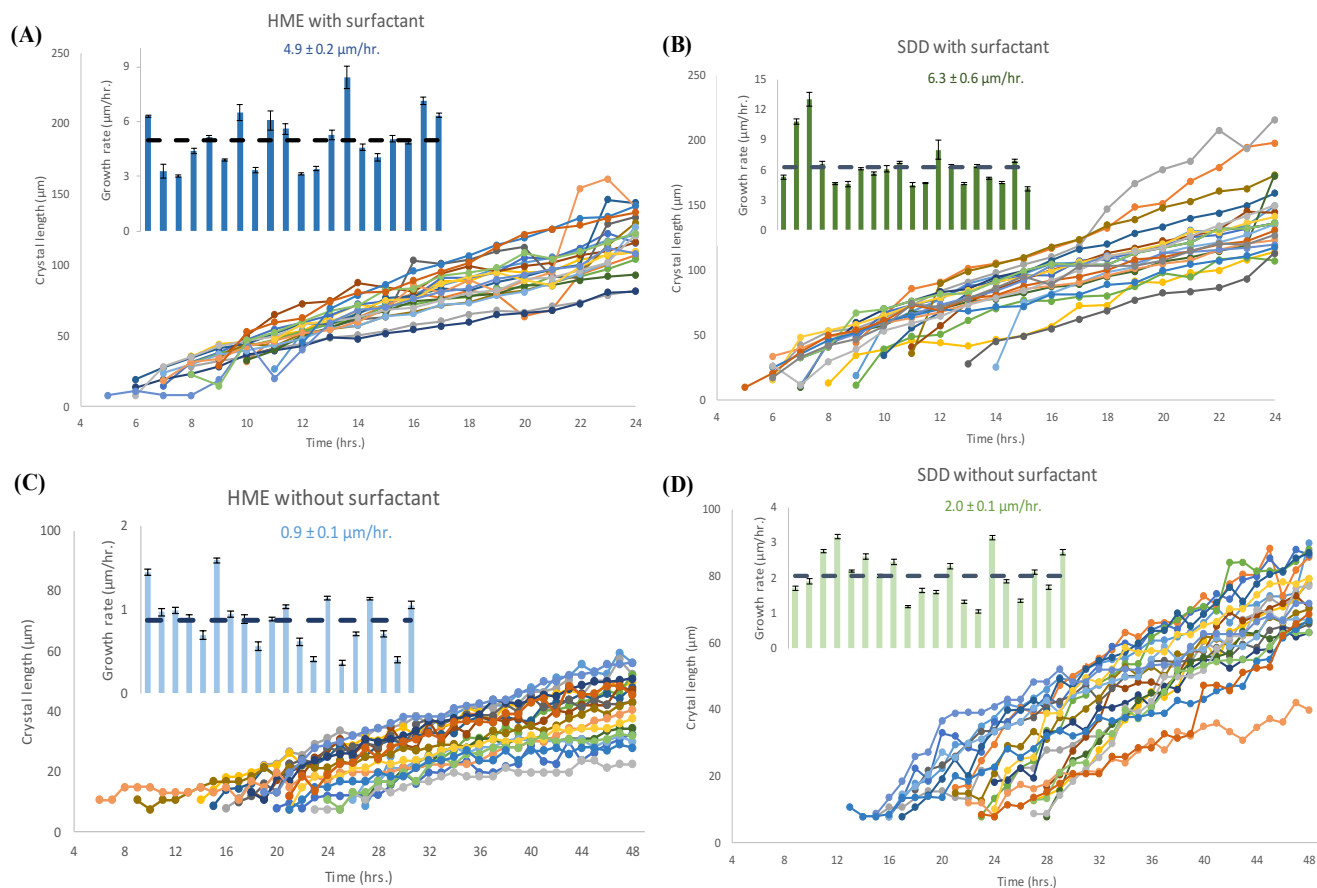 (A)
HME with surfactant
4.9 ± 0.2 µm/hr.
Growth rate (µm/hr.)
9
6
3
0
Crystal length (µm)
250
200
150
100
50
0
4 6 8 10 12 14 16 18 20 22 24
Time (hrs.)
(B)
SDD with surfactant
6.3 ± 0.6 µm/hr.
Growth rate (µm/hr.)
15
12
9
6
3
0
Crystal length (µm)
250
200
150
100
50
0
4 6 8 10 12 14 16 18 20 22 24
Time (hrs.)
(C)
HME without surfactant
0.9 ± 0.1 µm/hr.
Growth rate (µm/hr.)
2
1
0
Crystal length (µm)
100
80
60
40
20
0
4 8 12 16 20 24 28 32 36 40 44 48
Time (hrs.)
(D)
SDD without surfactant
2.0 ± 0.1 µm/hr.
Growth rate (µm/hr.)
4
3
2
1
0
Crytal length (µm)
100
80
60
40
20
0
4 8 12 16 20 24 28 32 36 40 44 48
Time (hrs.)